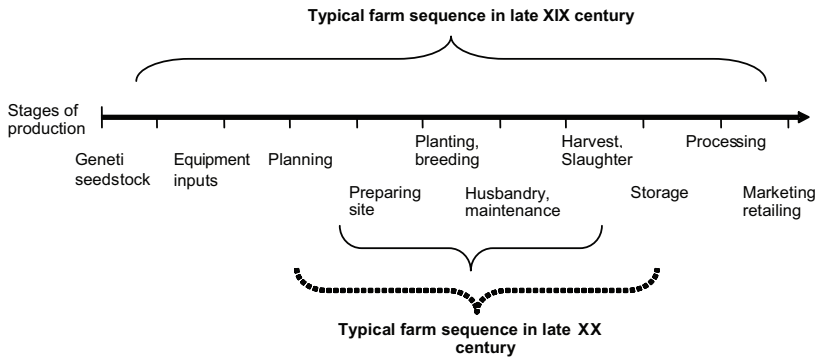 Typical farm sequence in late XIX century
Stages of
production
Geneti
seedstock
Equipment
inputs
Planning
Preparing
site
Planting,
breeding
Husbandry,
maintenance
Harvest,
Slaughter
Storage
Processing
Marketing
retailing
Typical farm sequence in late XX
century